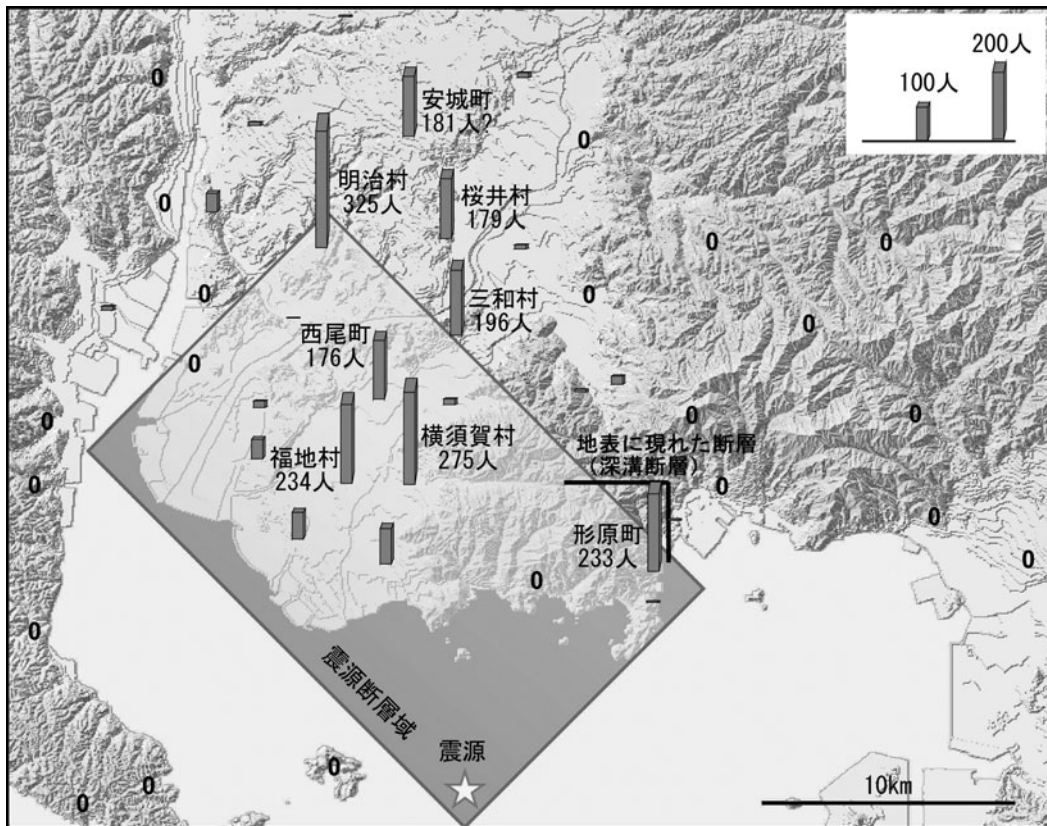 200人
100人
安城町
181人?
0
0
明治村
325人
桜井村
179人
0
0
0
0
0
三和村
196人
0
西尾町
176人
0
0
0
0
横須賀村
275人
福地村
234人
地表に現れた断層
(深溝断層)
0
0
0
形原町
233人
0
0
0
震源断層域
震源
0
0
0
10km